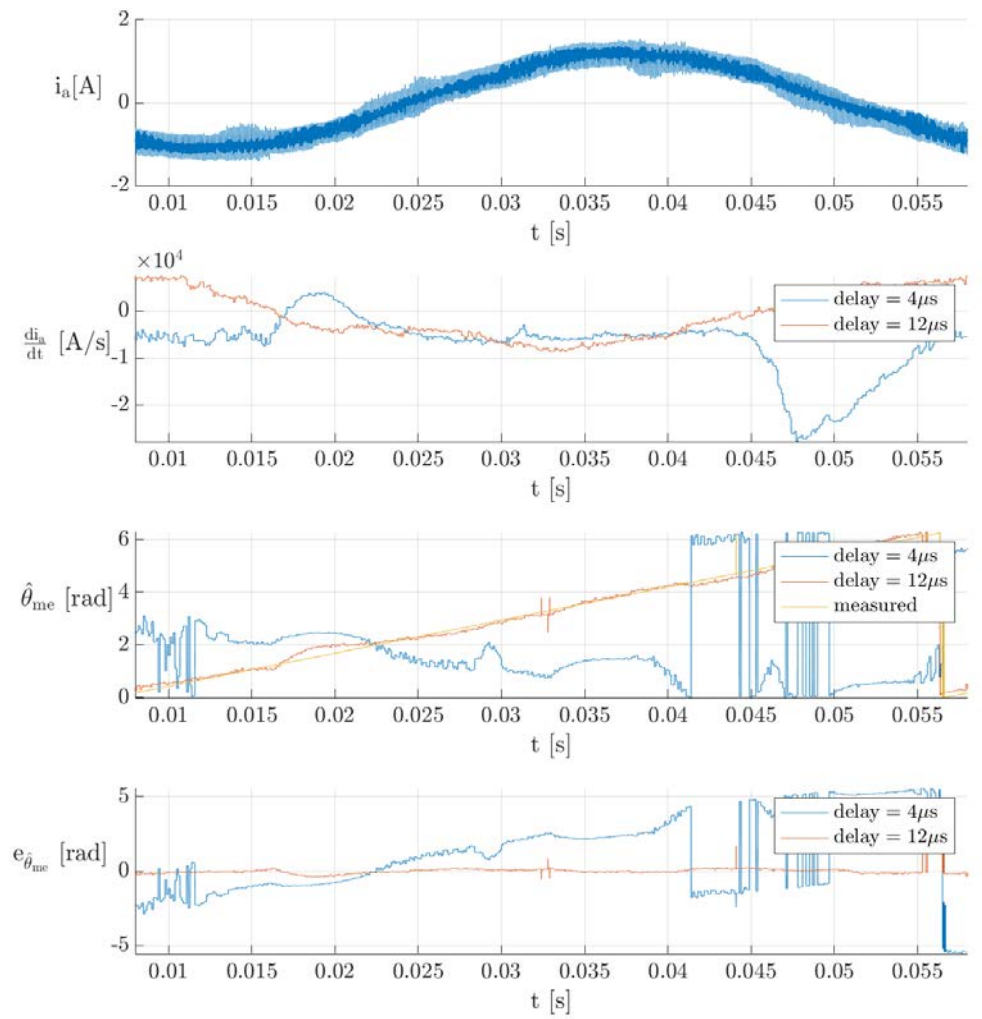 2
0
-2
i_a[A]
0.01 0.015 0.02 0.025 0.03 0.035 0.04 0.045 0.05 0.055
t [s]
×10^4
0
-1
-2
di_a/dt [A/s]
delay = 4μs
delay = 12μs
0.01 0.015 0.02 0.025 0.03 0.035 0.04 0.045 0.05 0.055
t [s]
6
4
2
0
θ̂_me [rad]
delay = 4μs
delay = 12μs
measured
0.01 0.015 0.02 0.025 0.03 0.035 0.04 0.045 0.05 0.055
t [s]
5
0
-5
e_θ̂_me [rad]
delay = 4μs
delay = 12μs
0.01 0.015 0.02 0.025 0.03 0.035 0.04 0.045 0.05 0.055
t [s]